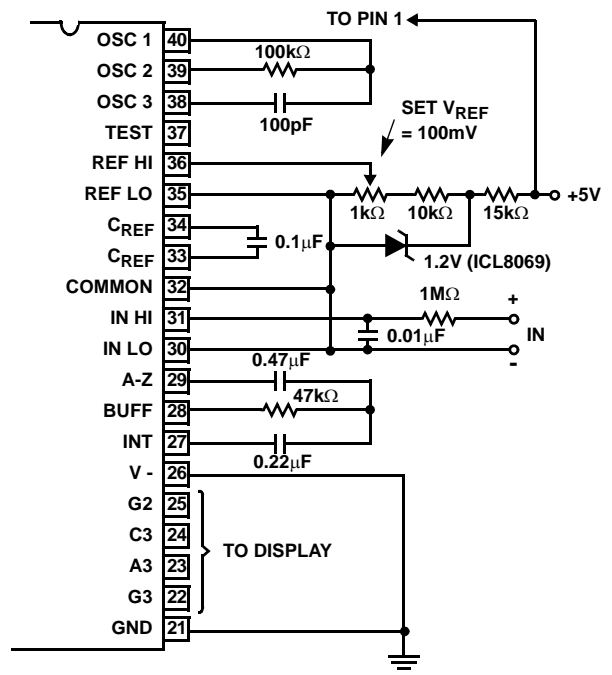 TO PIN 1
OSC 1 40
100kΩ
OSC 2 39
OSC 3 38
100pF
TEST 37
SET VREF
= 100mV
REF HI 36
REF LO 35
1kΩ 10kΩ 15kΩ
+5V
CREF 34
0.1µF
CREF 33
1.2V (ICL8069)
COMMON 32
1MΩ
+
IN HI 31
0.01µF
IN
IN LO 30
-
0.47µF
A-Z 29
47kΩ
BUFF 28
INT 27
0.22µF
V - 26
G2 25
C3 24
TO DISPLAY
A3 23
G3 22
GND 21